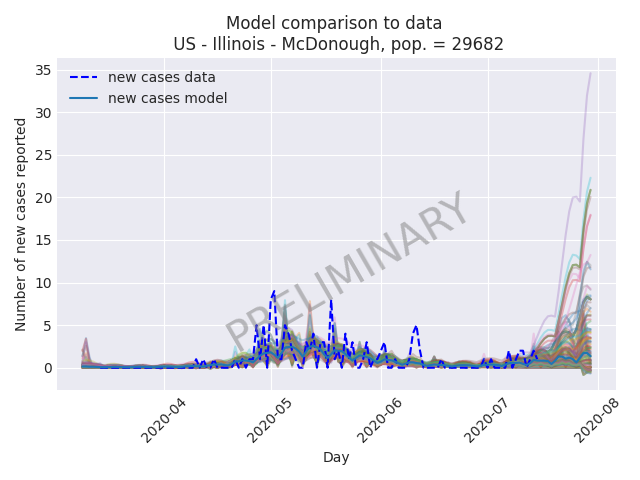 Model comparison to data
US - Illinois - McDonough, pop. = 29682
new cases data
new cases model
PRELIMINARY
Number of new cases reported
35
30
25
20
15
10
5
0
2020-04
2020-05
2020-06
2020-07
2020-08
Day